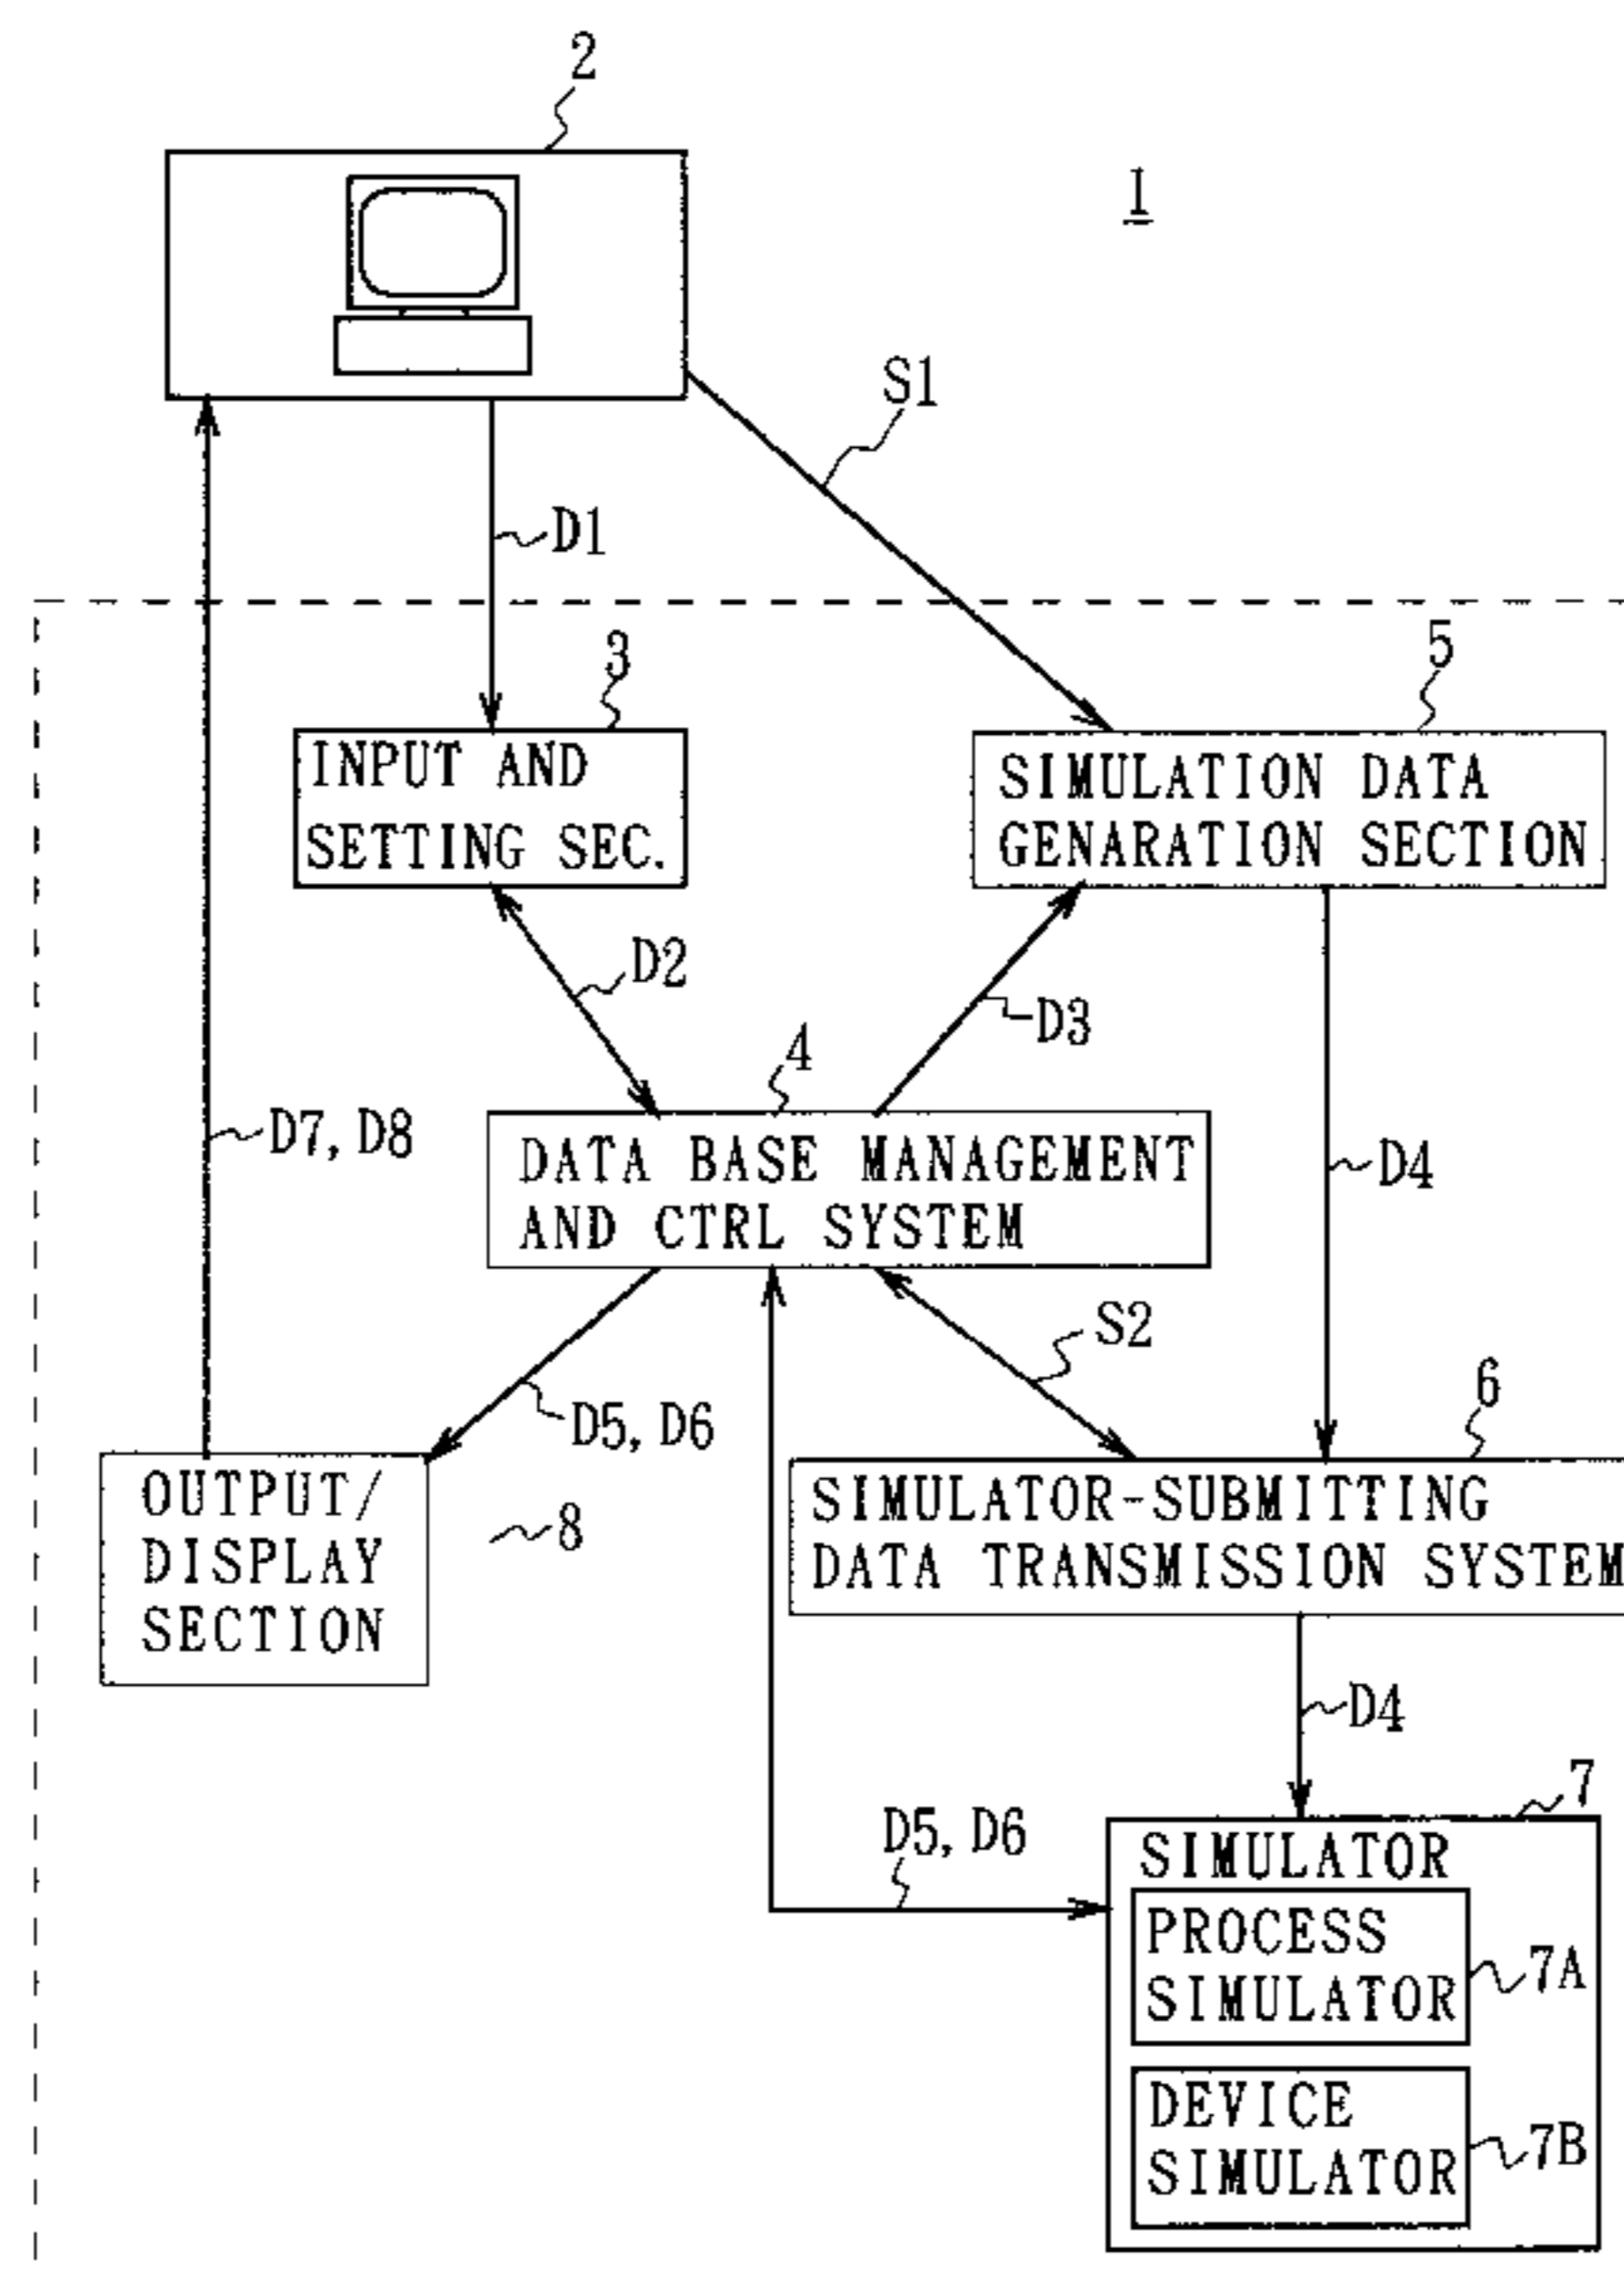 2
1
S1
D1
3
5
INPUT AND
SETTING SEC.
SIMULATION DATA
GENARATION SECTION
D2
D3
4
D7, D8
DATA BASE MANAGEMENT
AND CTRL SYSTEM
D4
S2
6
D5, D6
OUTPUT/
DISPLAY
SECTION
8
SIMULATOR-SUBMITTING
DATA TRANSMISSION SYSTEM
D4
7
D5, D6
SIMULATOR
PROCESS
SIMULATOR
7A
DEVICE
SIMULATOR
7B